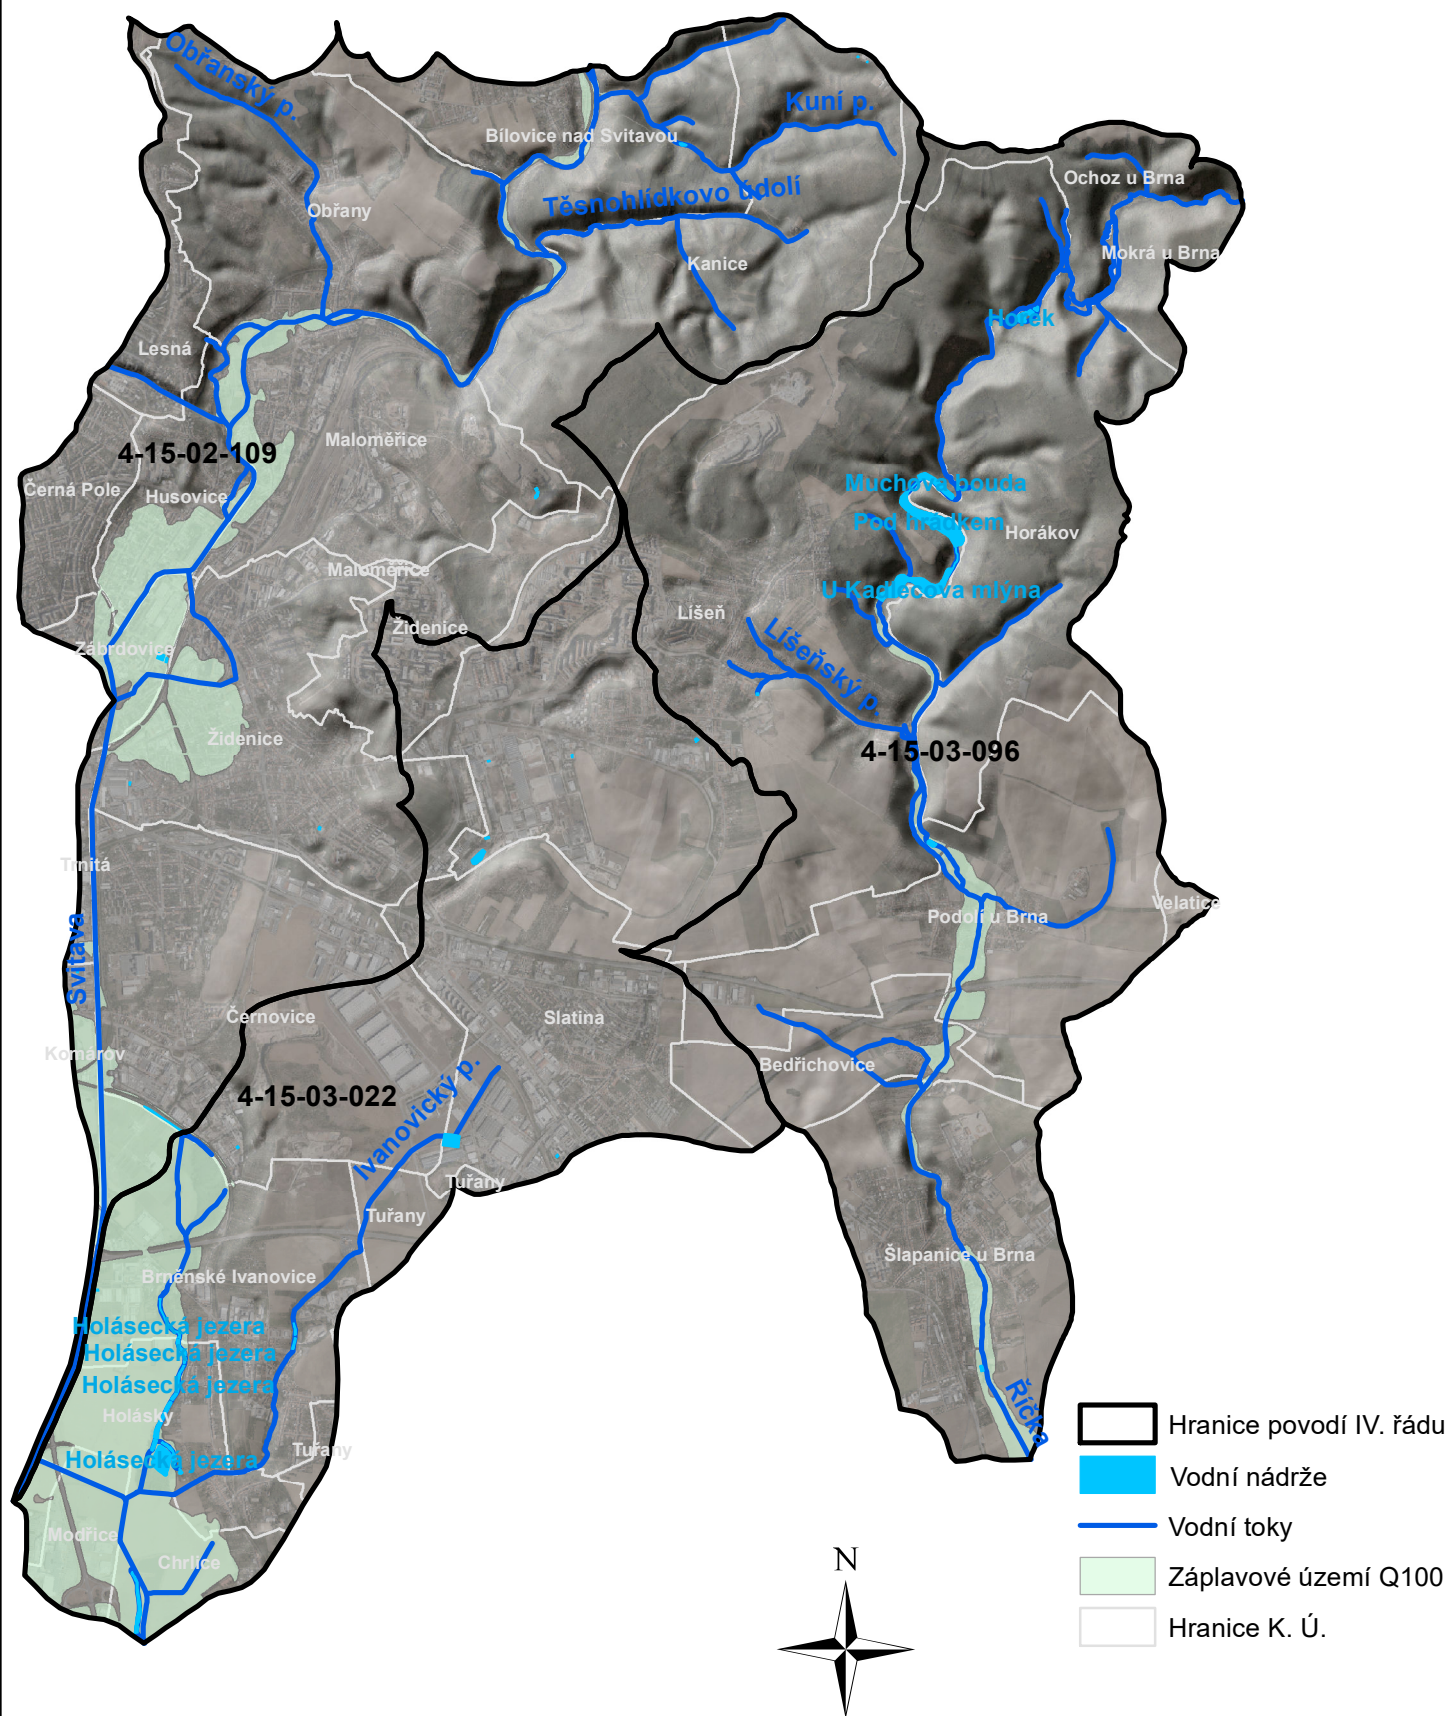 Obřanský p.
Kuní p.
Bílovice nad Svitavou
Ochoz u Brna
Těsnohlídkovo údolí
Obřany
Mokrá u Brna
Kanice
Horek
Lesná
Maloměřice
4-15-02-109
Černá Pole
Husovice
Muchova bouda
Pod hrádkem
Horákov
Maloměřice
U Kadlecova mlýna
Židenice
Líšeň
Zábrdovice
Líšeňský p.
Židenice
4-15-03-096
Trnitá
Velatice
Podolí u Brna
Svitava
Černovice
Slatina
Komárov
Bedřichovice
4-15-03-022
Ivanovický p.
Tuřany
Tuřany
Šlapanice u Brna
Brněnské Ivanovice
Holásecká jezera
Holásecká jezera
Holásecká jezera
Holásky
Říčka
Tuřany
Holásecká jezera
Modřice
Chrlice
Hranice povodí IV. řádu
Vodní nádrže
Vodní toky
Záplavové území Q100
Hranice K. Ú.
N